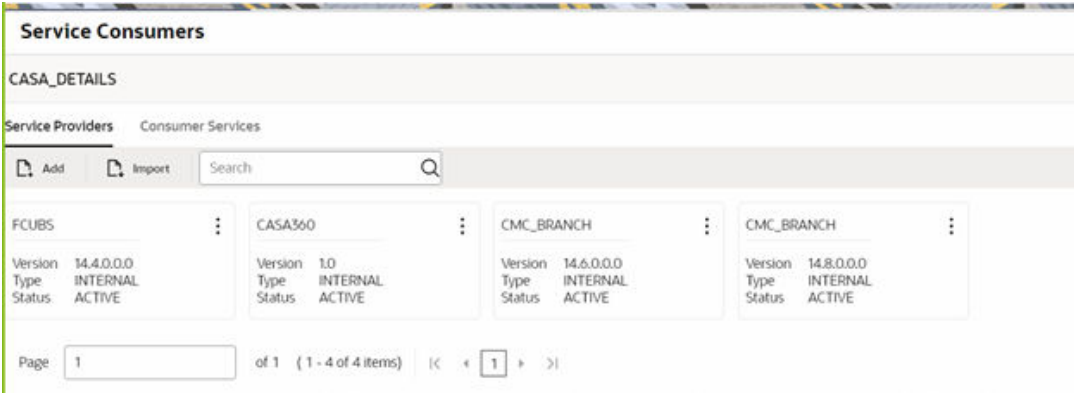 Service Consumers
CASA_DETAILS
Service Providers Consumer Services
Add Import Search
FCUBS CASA360 CMC_BRANCH CMC_BRANCH
Version 14.4.0.0.0 Version 1.0 Version 14.6.0.0.0 Version 14.8.0.0.0
Type INTERNAL Type INTERNAL Type INTERNAL Type INTERNAL
Status ACTIVE Status ACTIVE Status ACTIVE Status ACTIVE
Page 1 of 1 (1 - 4 of 4 items) 1